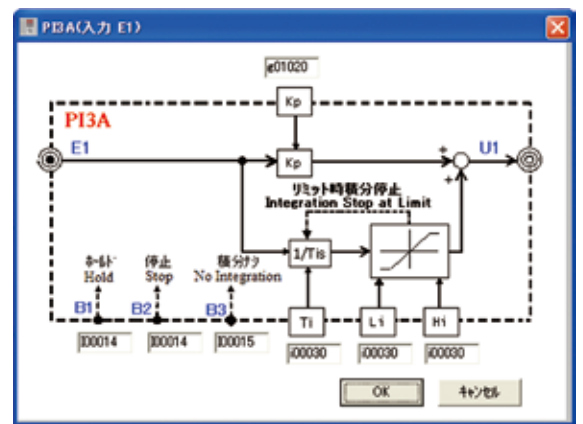 PI3A(入力 E1)
g01020
Kp
PI3A
E1
Kp
+
U1
+
リミット時積分停止
Integration Stop at Limit
1/Tis
ホールド
停止
積分ナシ
Hold
Stop
No Integration
B1
B2
B3
Ti
Li
Hi
I00014
I00014
I00015
i00030
i00030
i00030
OK
キャンセル